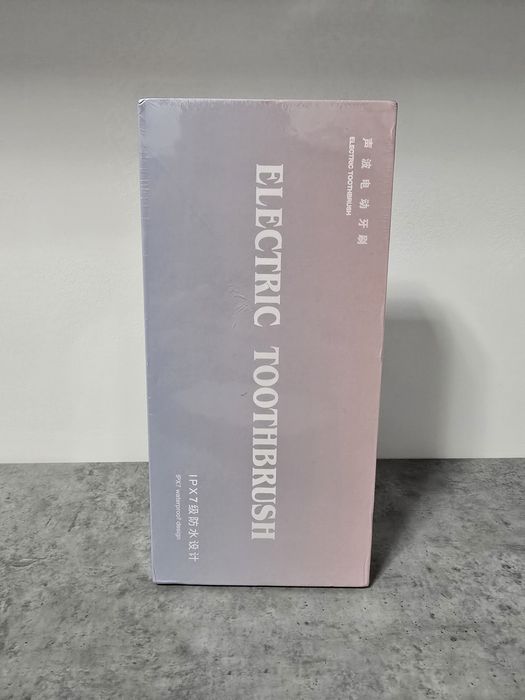 声波电动牙刷
ELECTRIC TOOTHBRUSH
ELECTRIC TOOTHBRUSH
IPX7级防水设计
IPX7 waterproof design